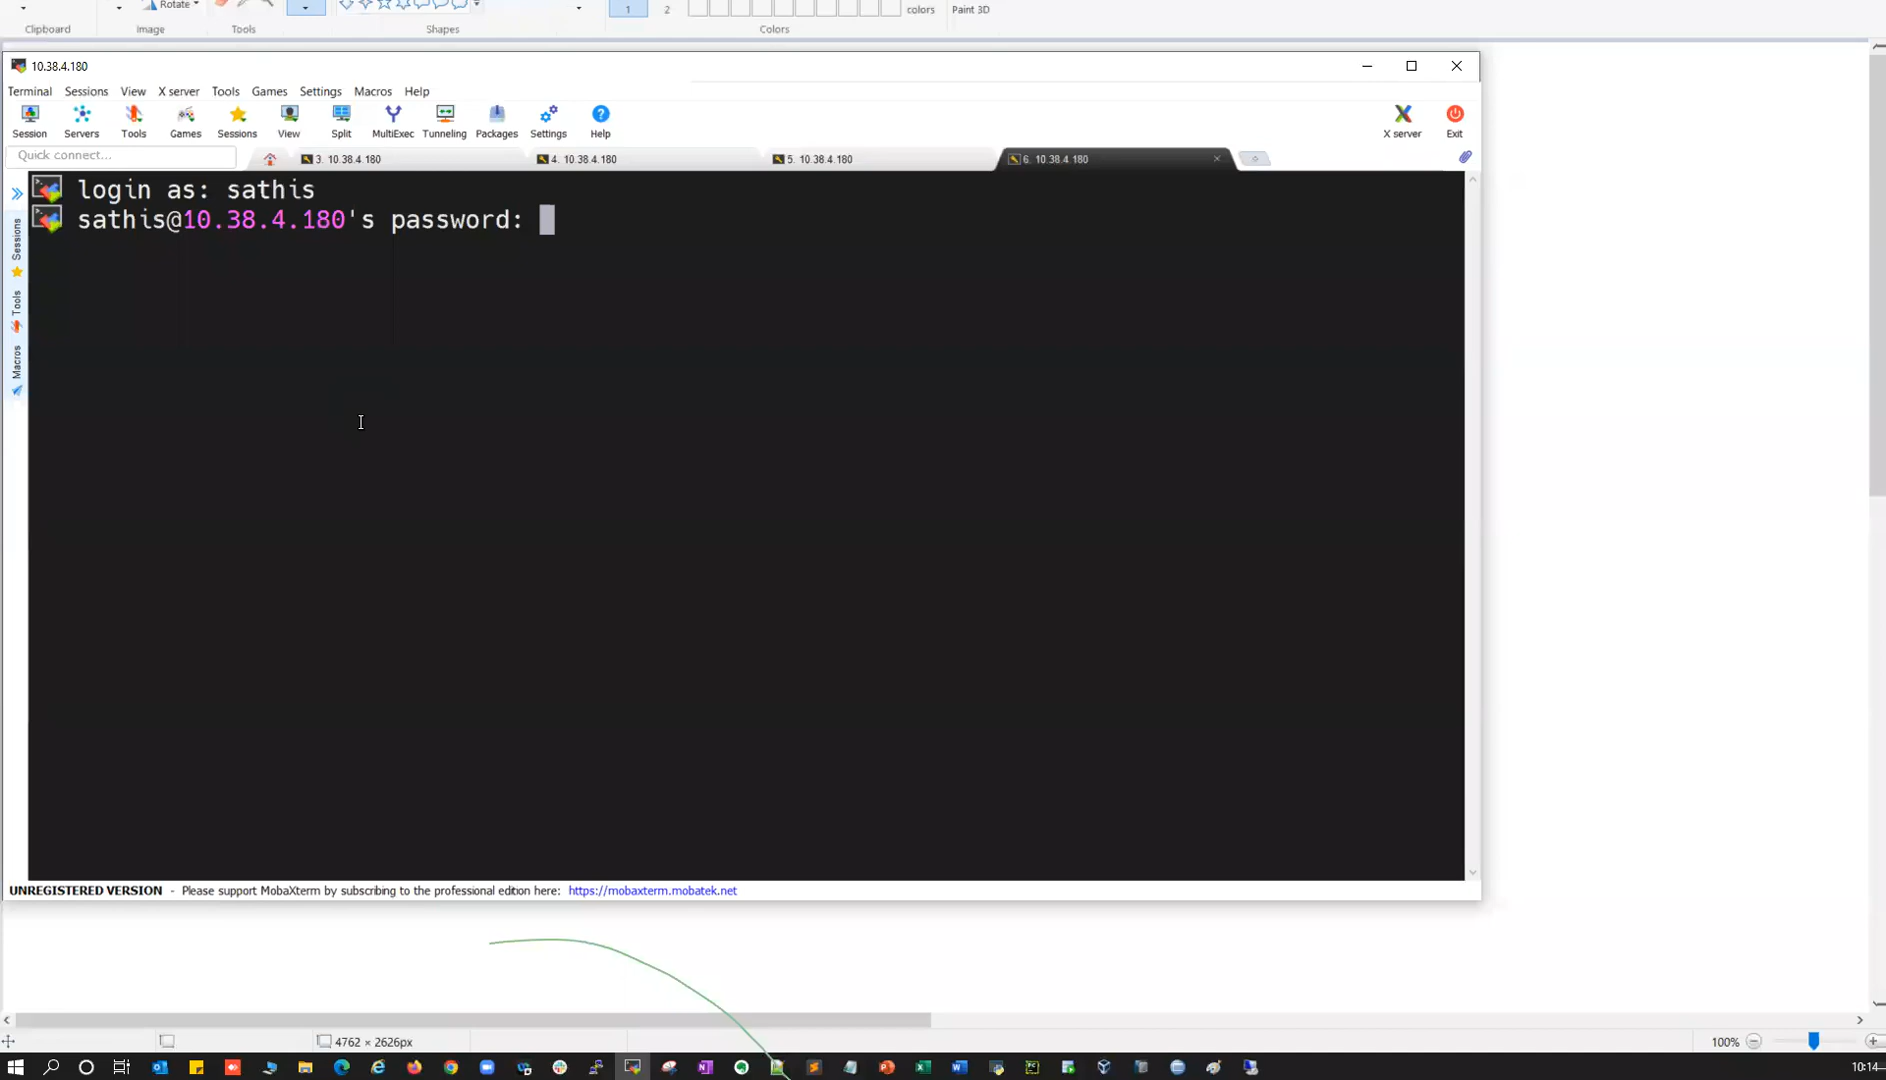 Rotate
colors
Paint 3D
1
2
Clipboard
Image
Tools
Shapes
Colors
10.38.4.180
Terminal Sessions View X server Tools Games Settings Macros Help
Session Servers Tools Games Sessions View Split MultiExec Tunneling Packages Settings Help X server Exit
Quick connect...
3. 10.38.4.180
4. 10.38.4.180
5. 10.38.4.180
6. 10.38.4.180
login as: sathis
sathis@10.38.4.180's password:
Sessions
Tools
Macros
UNREGISTERED VERSION - Please support MobaXterm by subscribing to the professional edition here: https://mobaxterm.mobatek.net
4762 × 2626px
100%
10:14